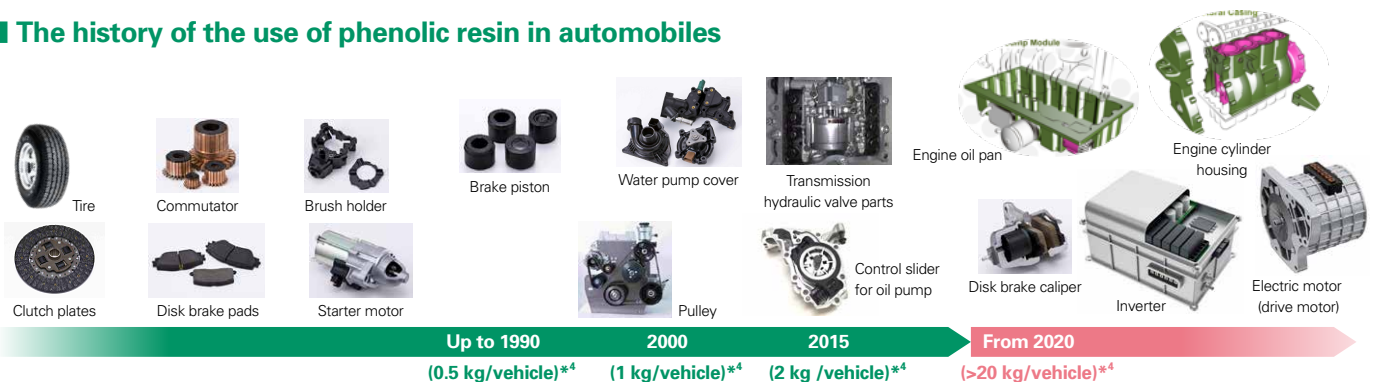 The history of the use of phenolic resin in automobiles
Tire
Commutator
Brush holder
Brake piston
Water pump cover
Transmission
hydraulic valve parts
Engine oil pan
Engine cylinder
housing
Clutch plates
Disk brake pads
Starter motor
Pulley
Control slider
for oil pump
Disk brake caliper
Inverter
Electric motor
(drive motor)
Up to 1990
2000
2015
From 2020
(0.5 kg/vehicle)*4
(1 kg/vehicle)*4
(2 kg /vehicle)*4
(>20 kg/vehicle)*4
Module
Casing